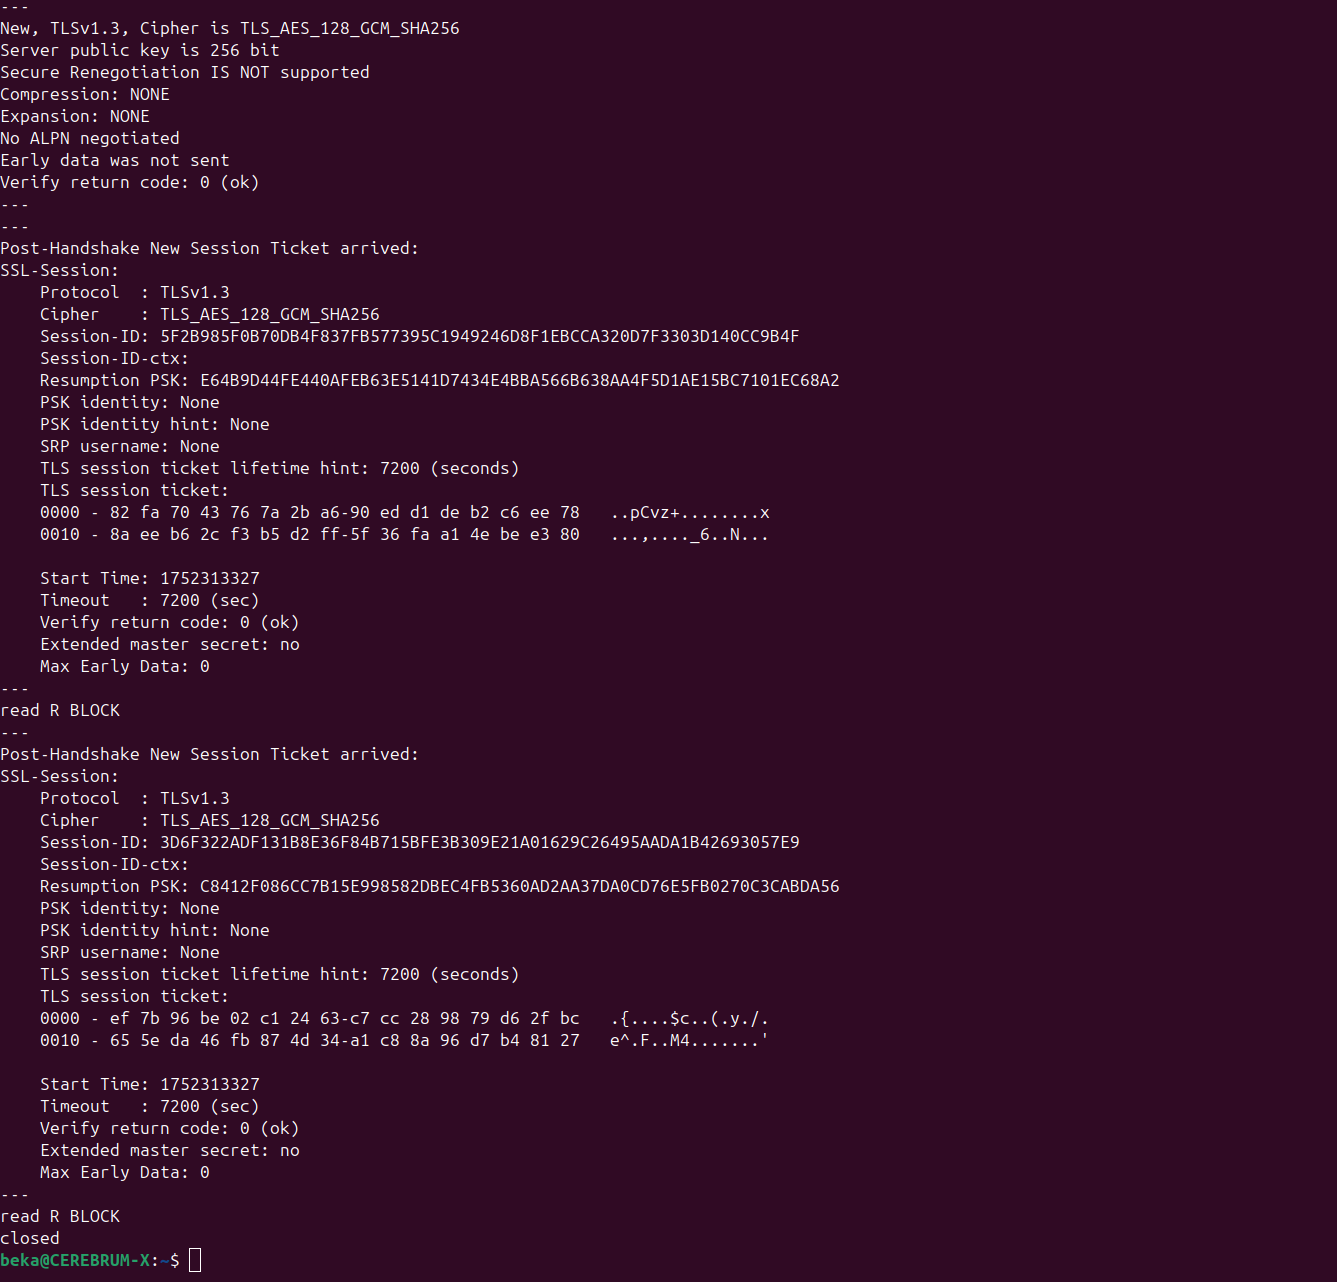 ---
New, TLSv1.3, Cipher is TLS_AES_128_GCM_SHA256
Server public key is 256 bit
Secure Renegotiation IS NOT supported
Compression: NONE
Expansion: NONE
No ALPN negotiated
Early data was not sent
Verify return code: 0 (ok)
---
---
Post-Handshake New Session Ticket arrived:
SSL-Session:
    Protocol  : TLSv1.3
    Cipher    : TLS_AES_128_GCM_SHA256
    Session-ID: 5F2B985F0B70DB4F837FB577395C1949246D8F1EBCCA320D7F3303D140CC9B4F
    Session-ID-ctx:
    Resumption PSK: E64B9D44FE440AFEB63E5141D7434E4BBA566B638AA4F5D1AE15BC7101EC68A2
    PSK identity: None
    PSK identity hint: None
    SRP username: None
    TLS session ticket lifetime hint: 7200 (seconds)
    TLS session ticket:
    0000 - 82 fa 70 43 76 7a 2b a6-90 ed d1 de b2 c6 ee 78   ..pCvz+........x
    0010 - 8a ee b6 2c f3 b5 d2 ff-5f 36 fa a1 4e be e3 80   ...,...._6..N...

    Start Time: 1752313327
    Timeout   : 7200 (sec)
    Verify return code: 0 (ok)
    Extended master secret: no
    Max Early Data: 0
---
read R BLOCK
---
Post-Handshake New Session Ticket arrived:
SSL-Session:
    Protocol  : TLSv1.3
    Cipher    : TLS_AES_128_GCM_SHA256
    Session-ID: 3D6F322ADF131B8E36F84B715BFE3B309E21A01629C26495AADA1B42693057E9
    Session-ID-ctx:
    Resumption PSK: C8412F086CC7B15E998582DBEC4FB5360AD2AA37DA0CD76E5FB0270C3CABDA56
    PSK identity: None
    PSK identity hint: None
    SRP username: None
    TLS session ticket lifetime hint: 7200 (seconds)
    TLS session ticket:
    0000 - ef 7b 96 be 02 c1 24 63-c7 cc 28 98 79 d6 2f bc   .{....$c..(.y./.
    0010 - 65 5e da 46 fb 87 4d 34-a1 c8 8a 96 d7 b4 81 27   e^.F..M4.......'

    Start Time: 1752313327
    Timeout   : 7200 (sec)
    Verify return code: 0 (ok)
    Extended master secret: no
    Max Early Data: 0
---
read R BLOCK
closed
beka@CEREBRUM-X:~$